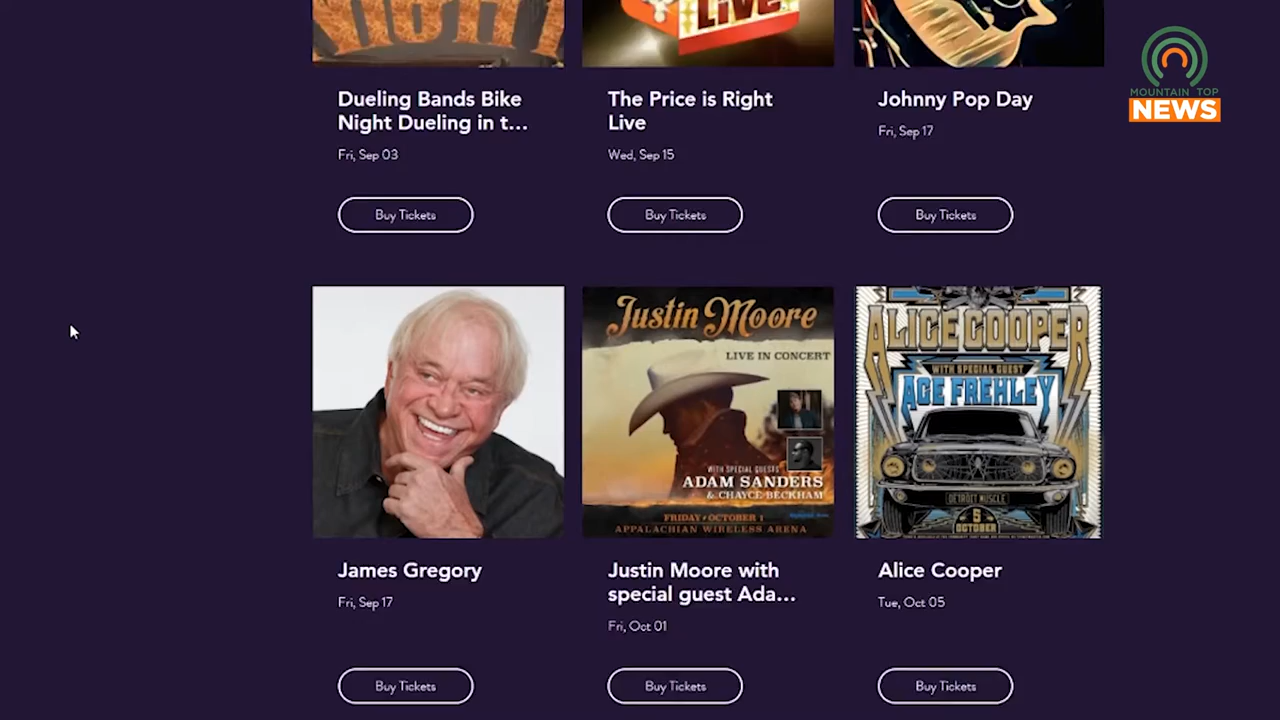 LIVE
MOUNTAIN TOP
NEWS
Dueling Bands Bike
Night Dueling in t...
Fri, Sep 03
Buy Tickets
The Price is Right
Live
Wed, Sep 15
Buy Tickets
Johnny Pop Day
Fri, Sep 17
Buy Tickets
James Gregory
Fri, Sep 17
Buy Tickets
Justin Moore
LIVE IN CONCERT
WITH SPECIAL GUESTS
ADAM SANDERS
& CHAYCE BECKHAM
FRIDAY • OCTOBER 1
APPALACHIAN WIRELESS ARENA
Justin Moore with
special guest Ada...
Fri, Oct 01
Buy Tickets
ALICE COOPER
WITH SPECIAL GUEST
ACE FREHLEY
DETROIT MUSCLE
5
OCTOBER
Alice Cooper
Tue, Oct 05
Buy Tickets